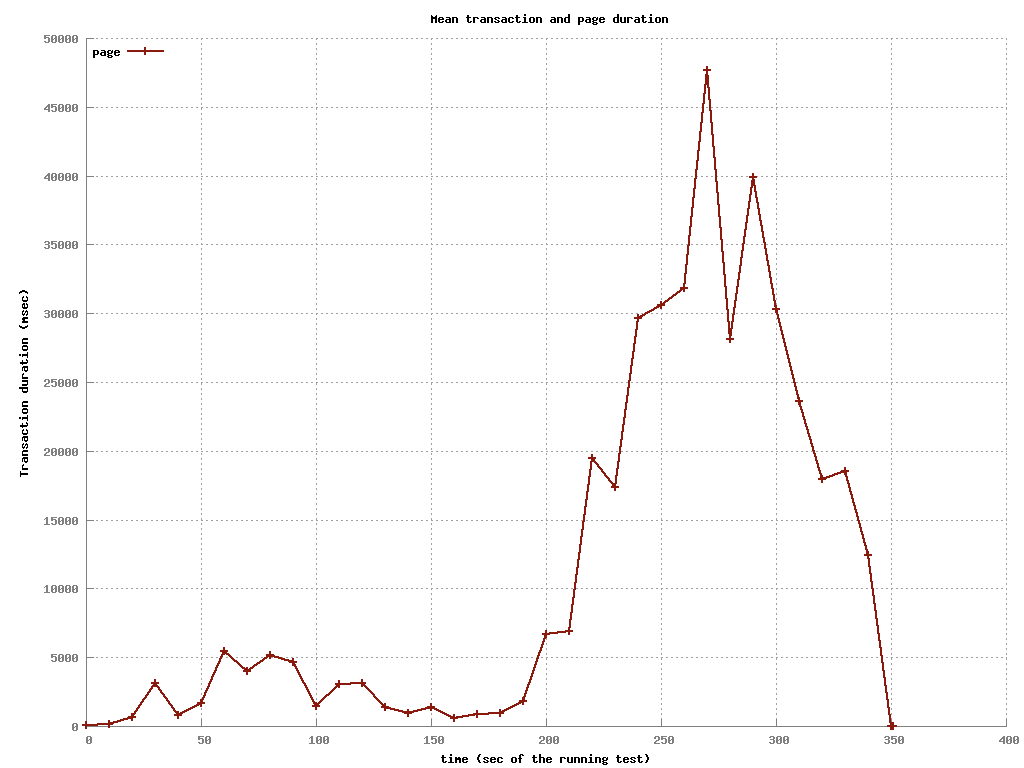 Mean transaction and page duration
50000
page
45000
40000
35000
30000
25000
20000
15000
10000
5000
0
Transaction duration (msec)
0 50 100 150 200 250 300 350 400
time (sec of the running test)